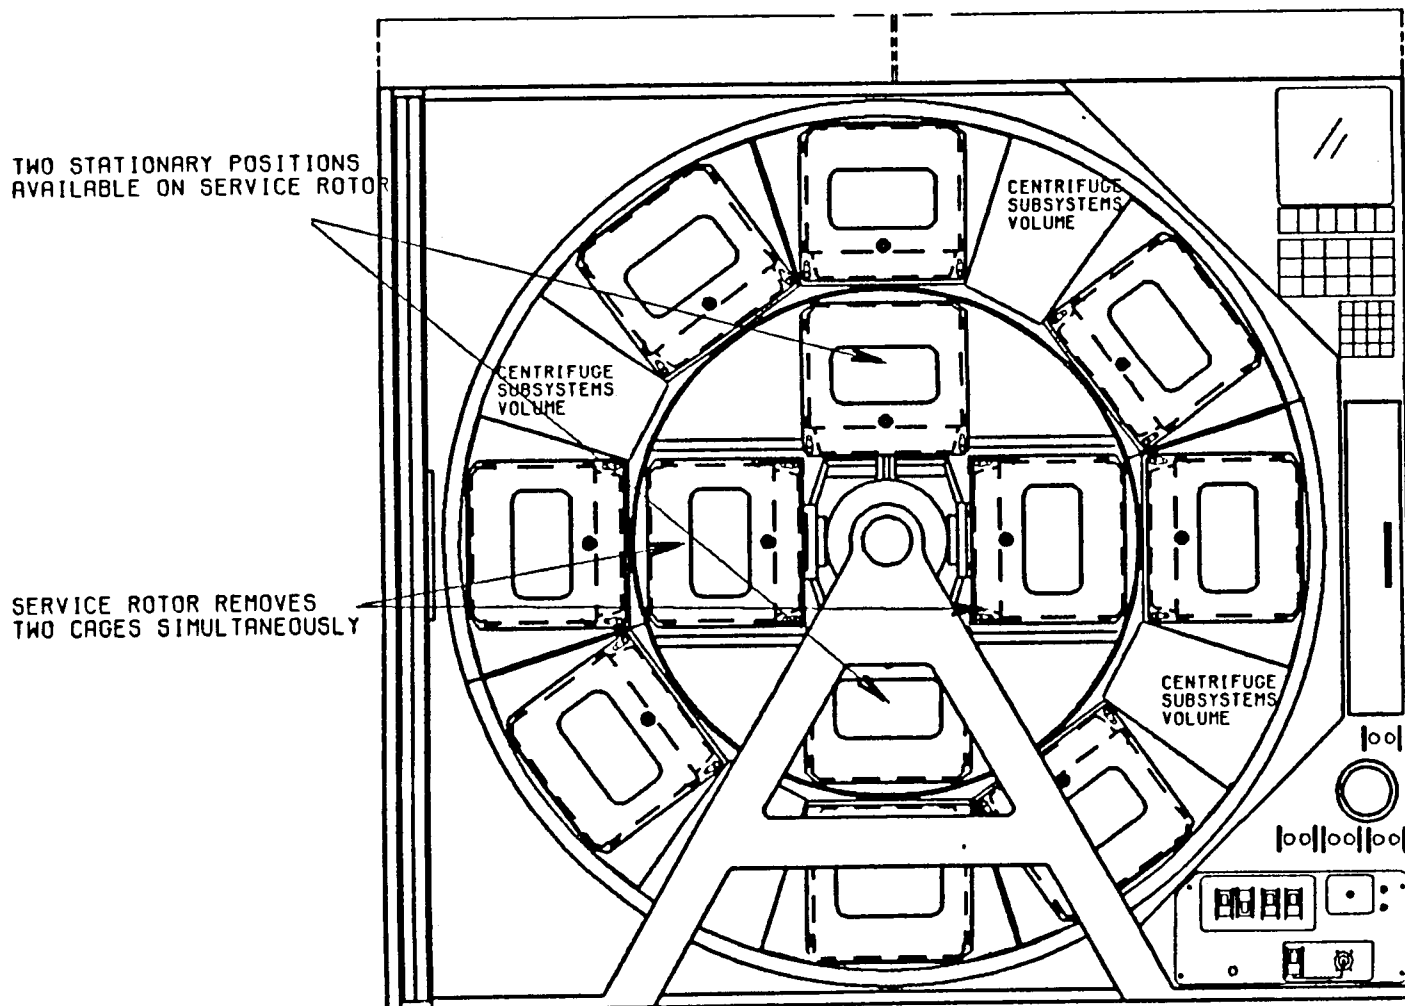 TWO STATIONARY POSITIONS
AVAILABLE ON SERVICE ROTOR
CENTRIFUGE
SUBSYSTEMS
VOLUME
CENTRIFUGE
SUBSYSTEMS
VOLUME
SERVICE ROTOR REMOVES
TWO CAGES SIMULTANEOUSLY
CENTRIFUGE
SUBSYSTEMS
VOLUME